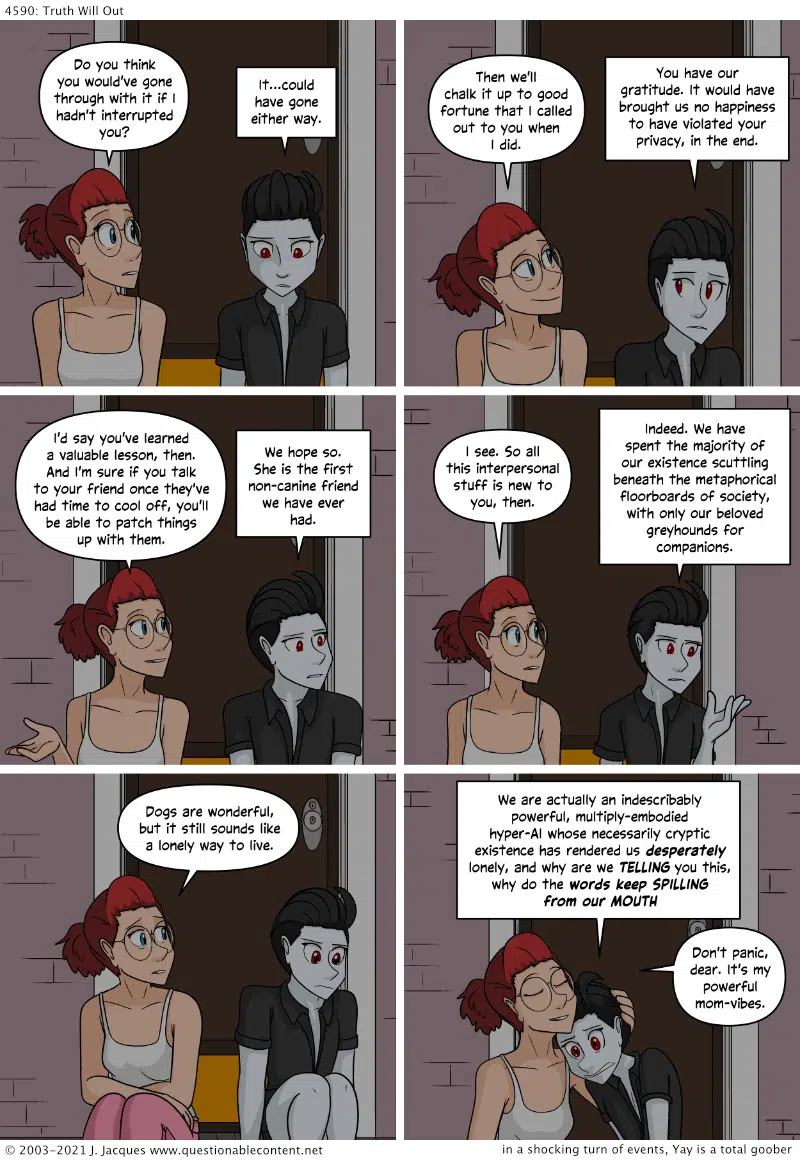 4590: Truth Will Out
Do you think
you would've gone
through with it if I
hadn't interrupted
you?
It...could
have gone
either way.
Then we'll
chalk it up to good
fortune that I called
out to you when
I did.
You have our
gratitude. It would have
brought us no happiness
to have violated your
privacy, in the end.
I'd say you've learned
a valuable lesson, then.
And I'm sure if you talk
to your friend once they've
had time to cool off, you'll
be able to patch things
up with them.
We hope so.
She is the first
non-canine friend
we have ever
had.
I see. So all
this interpersonal
stuff is new to
you, then.
Indeed. We have
spent the majority of
our existence scuttling
beneath the metaphorical
floorboards of society,
with only our beloved
greyhounds for
companions.
Dogs are wonderful,
but it still sounds like
a lonely way to live.
We are actually an indescribably
powerful, multiply-embodied
hyper-AI whose necessarily cryptic
existence has rendered us desperately
lonely, and why are we TELLING you this,
why do the words keep SPILLING
from our MOUTH
Don't panic,
dear. It's my
powerful
mom-vibes.
© 2003-2021 J. Jacques www.questionablecontent.net
in a shocking turn of events, Yay is a total goober